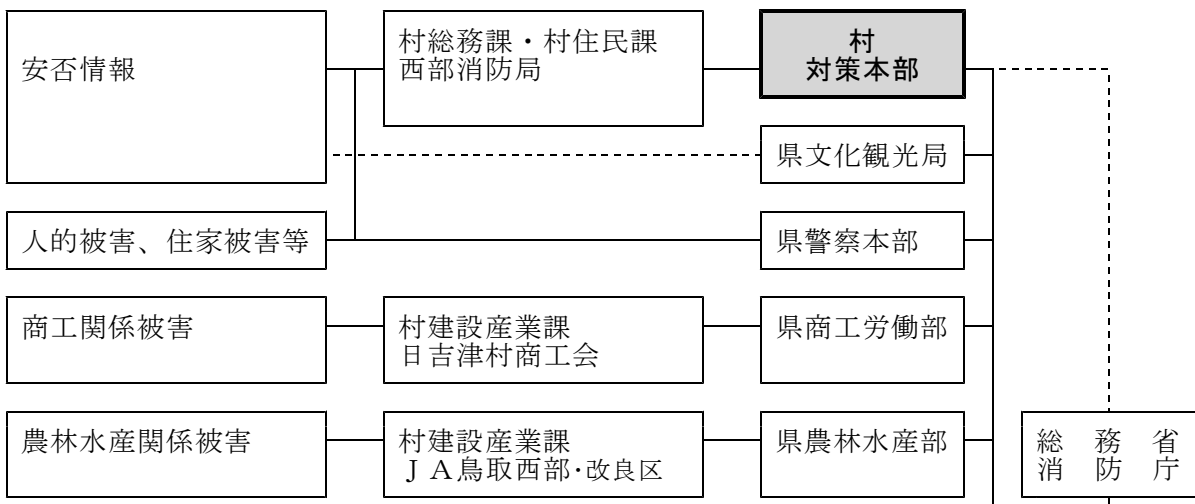 安否情報
村総務課・村住民課
西部消防局
村
対策本部
県文化観光局
人的被害、住家被害等
県警察本部
商工関係被害
村建設産業課
日吉津村商工会
県商工労働部
農林水産関係被害
村建設産業課
ＪＡ鳥取西部･改良区
県農林水産部
総務省
消防庁